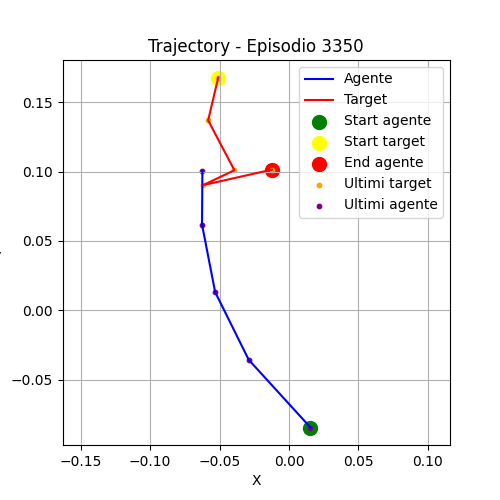 Trajectory - Episodio 3350
Agente
Target
Start agente
Start target
End agente
Ultimi target
Ultimi agente
0.15
0.10
0.05
0.00
−0.05
−0.15
−0.10
−0.05
0.00
0.05
0.10
X